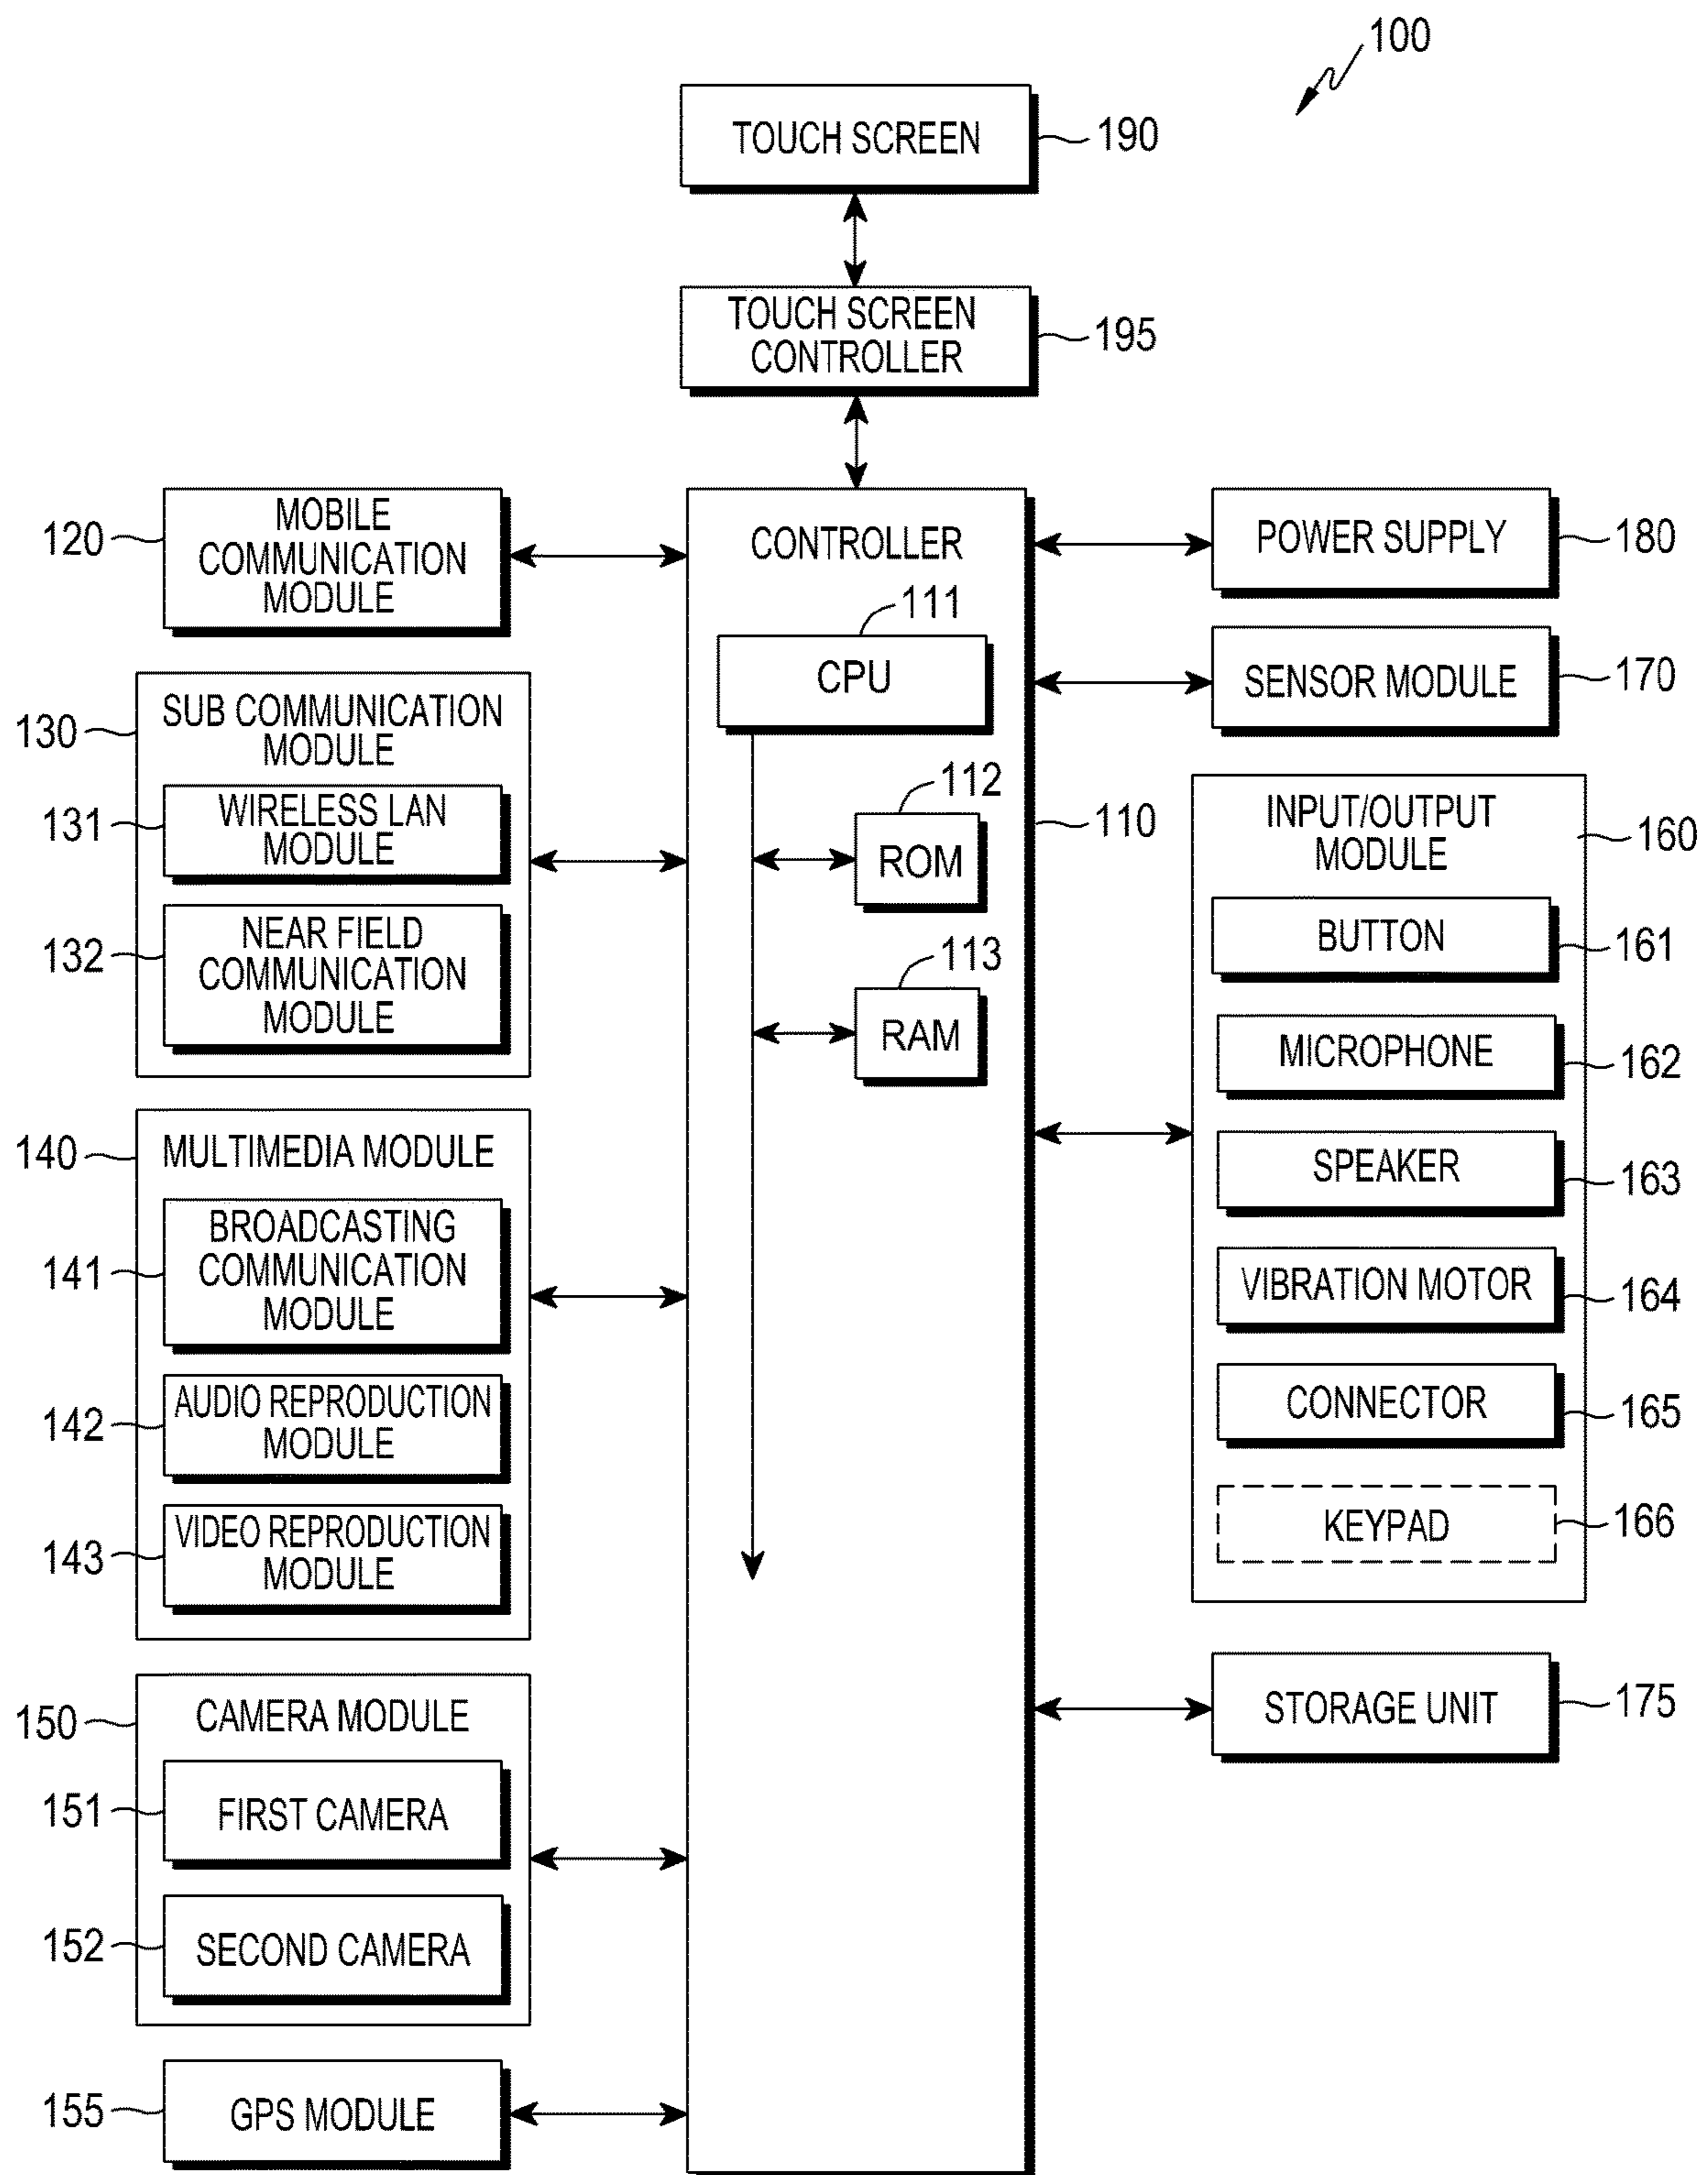 100
TOUCH SCREEN
190
TOUCH SCREEN
CONTROLLER
195
120
MOBILE
COMMUNICATION
MODULE
130
SUB COMMUNICATION
MODULE
131
WIRELESS LAN
MODULE
132
NEAR FIELD
COMMUNICATION
MODULE
140
MULTIMEDIA MODULE
141
BROADCASTING
COMMUNICATION
MODULE
142
AUDIO REPRODUCTION
MODULE
143
VIDEO REPRODUCTION
MODULE
150
CAMERA MODULE
151
FIRST CAMERA
152
SECOND CAMERA
155
GPS MODULE
CONTROLLER
111
CPU
112
ROM
113
RAM
110
POWER SUPPLY
180
SENSOR MODULE
170
INPUT/OUTPUT
MODULE
160
BUTTON
161
MICROPHONE
162
SPEAKER
163
VIBRATION MOTOR
164
CONNECTOR
165
KEYPAD
166
STORAGE UNIT
175